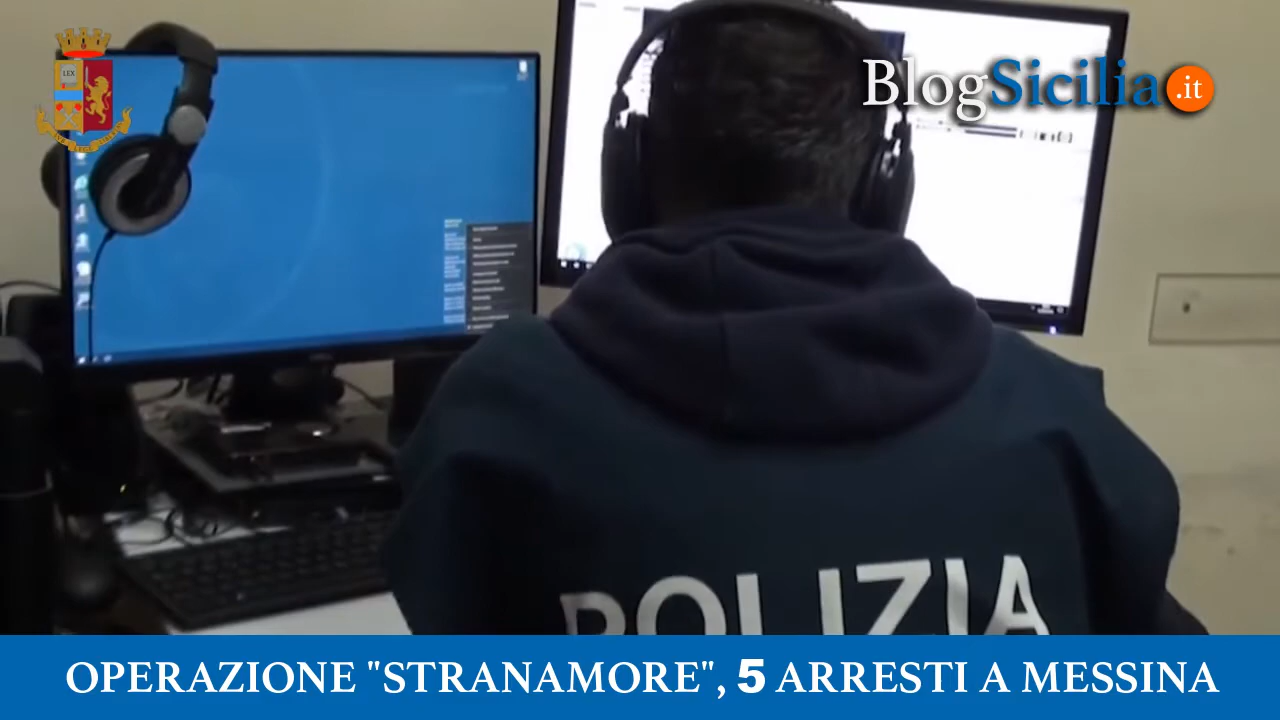 BlogSicilia.it
LEX
POLIZIA
OPERAZIONE "STRANAMORE", 5 ARRESTI A MESSINA